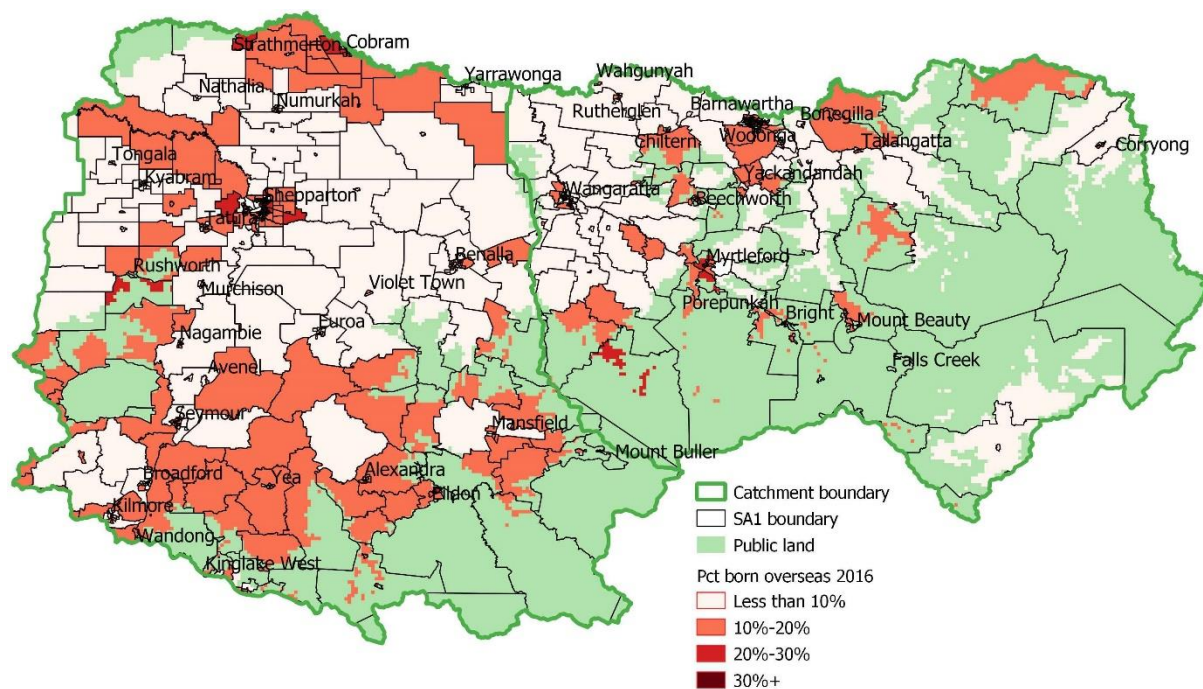 Strathmerton
Cobram
Nathalia
Numurkah
Yarrawonga
Wahgunyah
Rutherglen
Barnawartha
Bonegilla
Chiltern
Wodonga
Tallangatta
Corryong
Tongala
Kyabram
Shepparton
Tatura
Wangaratta
Yackandandah
Beechworth
Rushworth
Benalla
Myrtleford
Murchison
Violet Town
Porepunkah
Bright
Mount Beauty
Nagambie
Euroa
Falls Creek
Avenel
Seymour
Mansfield
Mount Buller
Broadford
Yea
Alexandra
Eildon
Kilmore
Wandong
Kinglake West
Catchment boundary
SA1 boundary
Public land
Pct born overseas 2016
Less than 10%
10%-20%
20%-30%
30%+